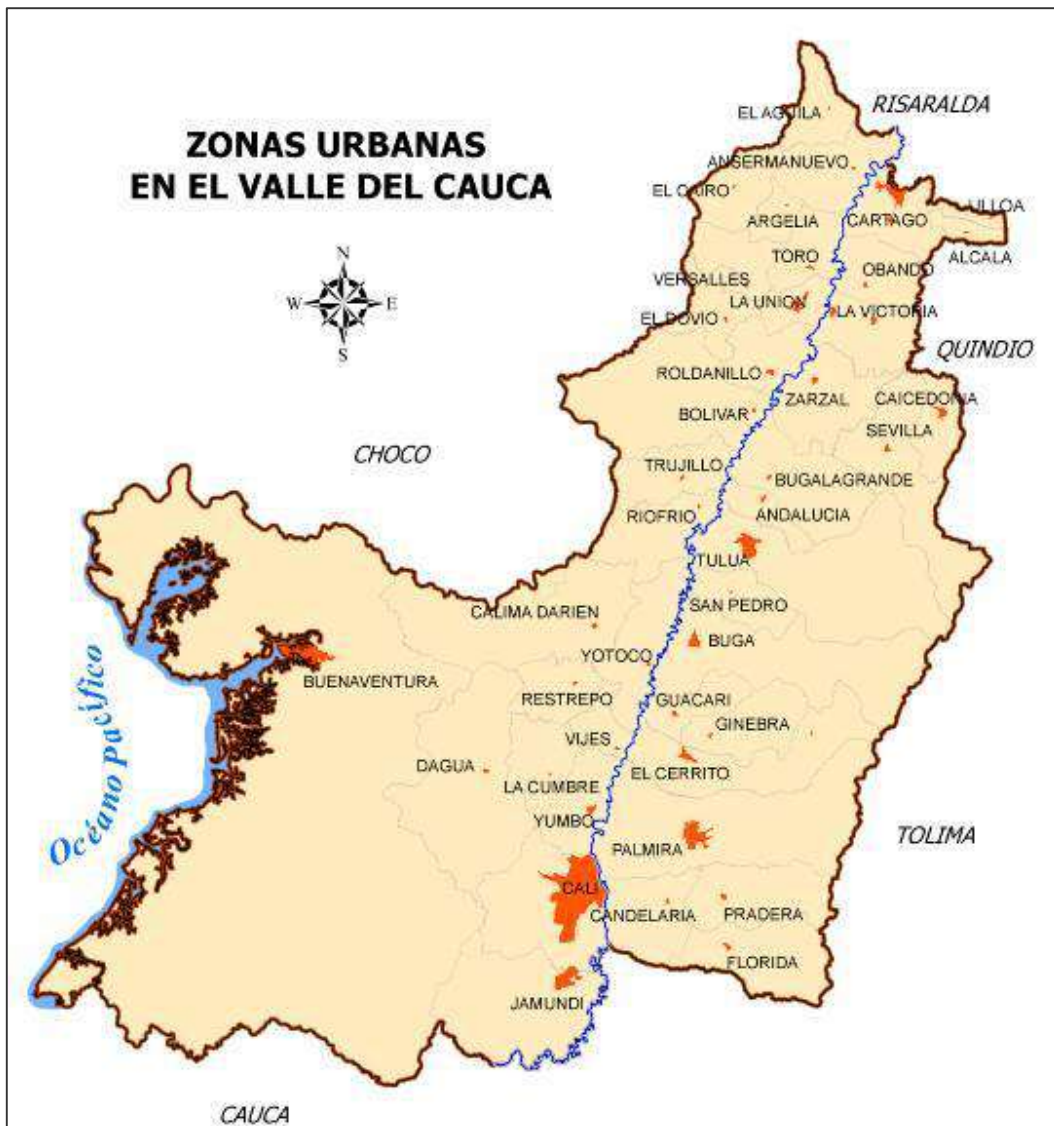 ZONAS URBANAS
EN EL VALLE DEL CAUCA
RISARALDA
EL AGUILA
ANSERMANUEVO
EL CAIRO
ULLOA
ARGELIA
CARTAGO
ALCALA
TORO
OBANDO
VERSALLES
LA UNION
LA VICTORIA
EL DOVIO
N
W
E
S
QUINDIO
ROLDANILLO
ZARZAL
CAICEDONIA
BOLIVAR
SEVILLA
CHOCO
TRUJILLO
BUGALAGRANDE
RIOFRIO
ANDALUCIA
TULUA
CALIMA DARIEN
SAN PEDRO
BUGA
YOTOCO
BUENAVENTURA
RESTREPO
GUACARI
GINEBRA
VIJES
DAGUA
EL CERRITO
LA CUMBRE
YUMBO
Océano pacífico
PALMIRA
TOLIMA
CALI
CANDELARIA
PRADERA
FLORIDA
JAMUNDI
CAUCA